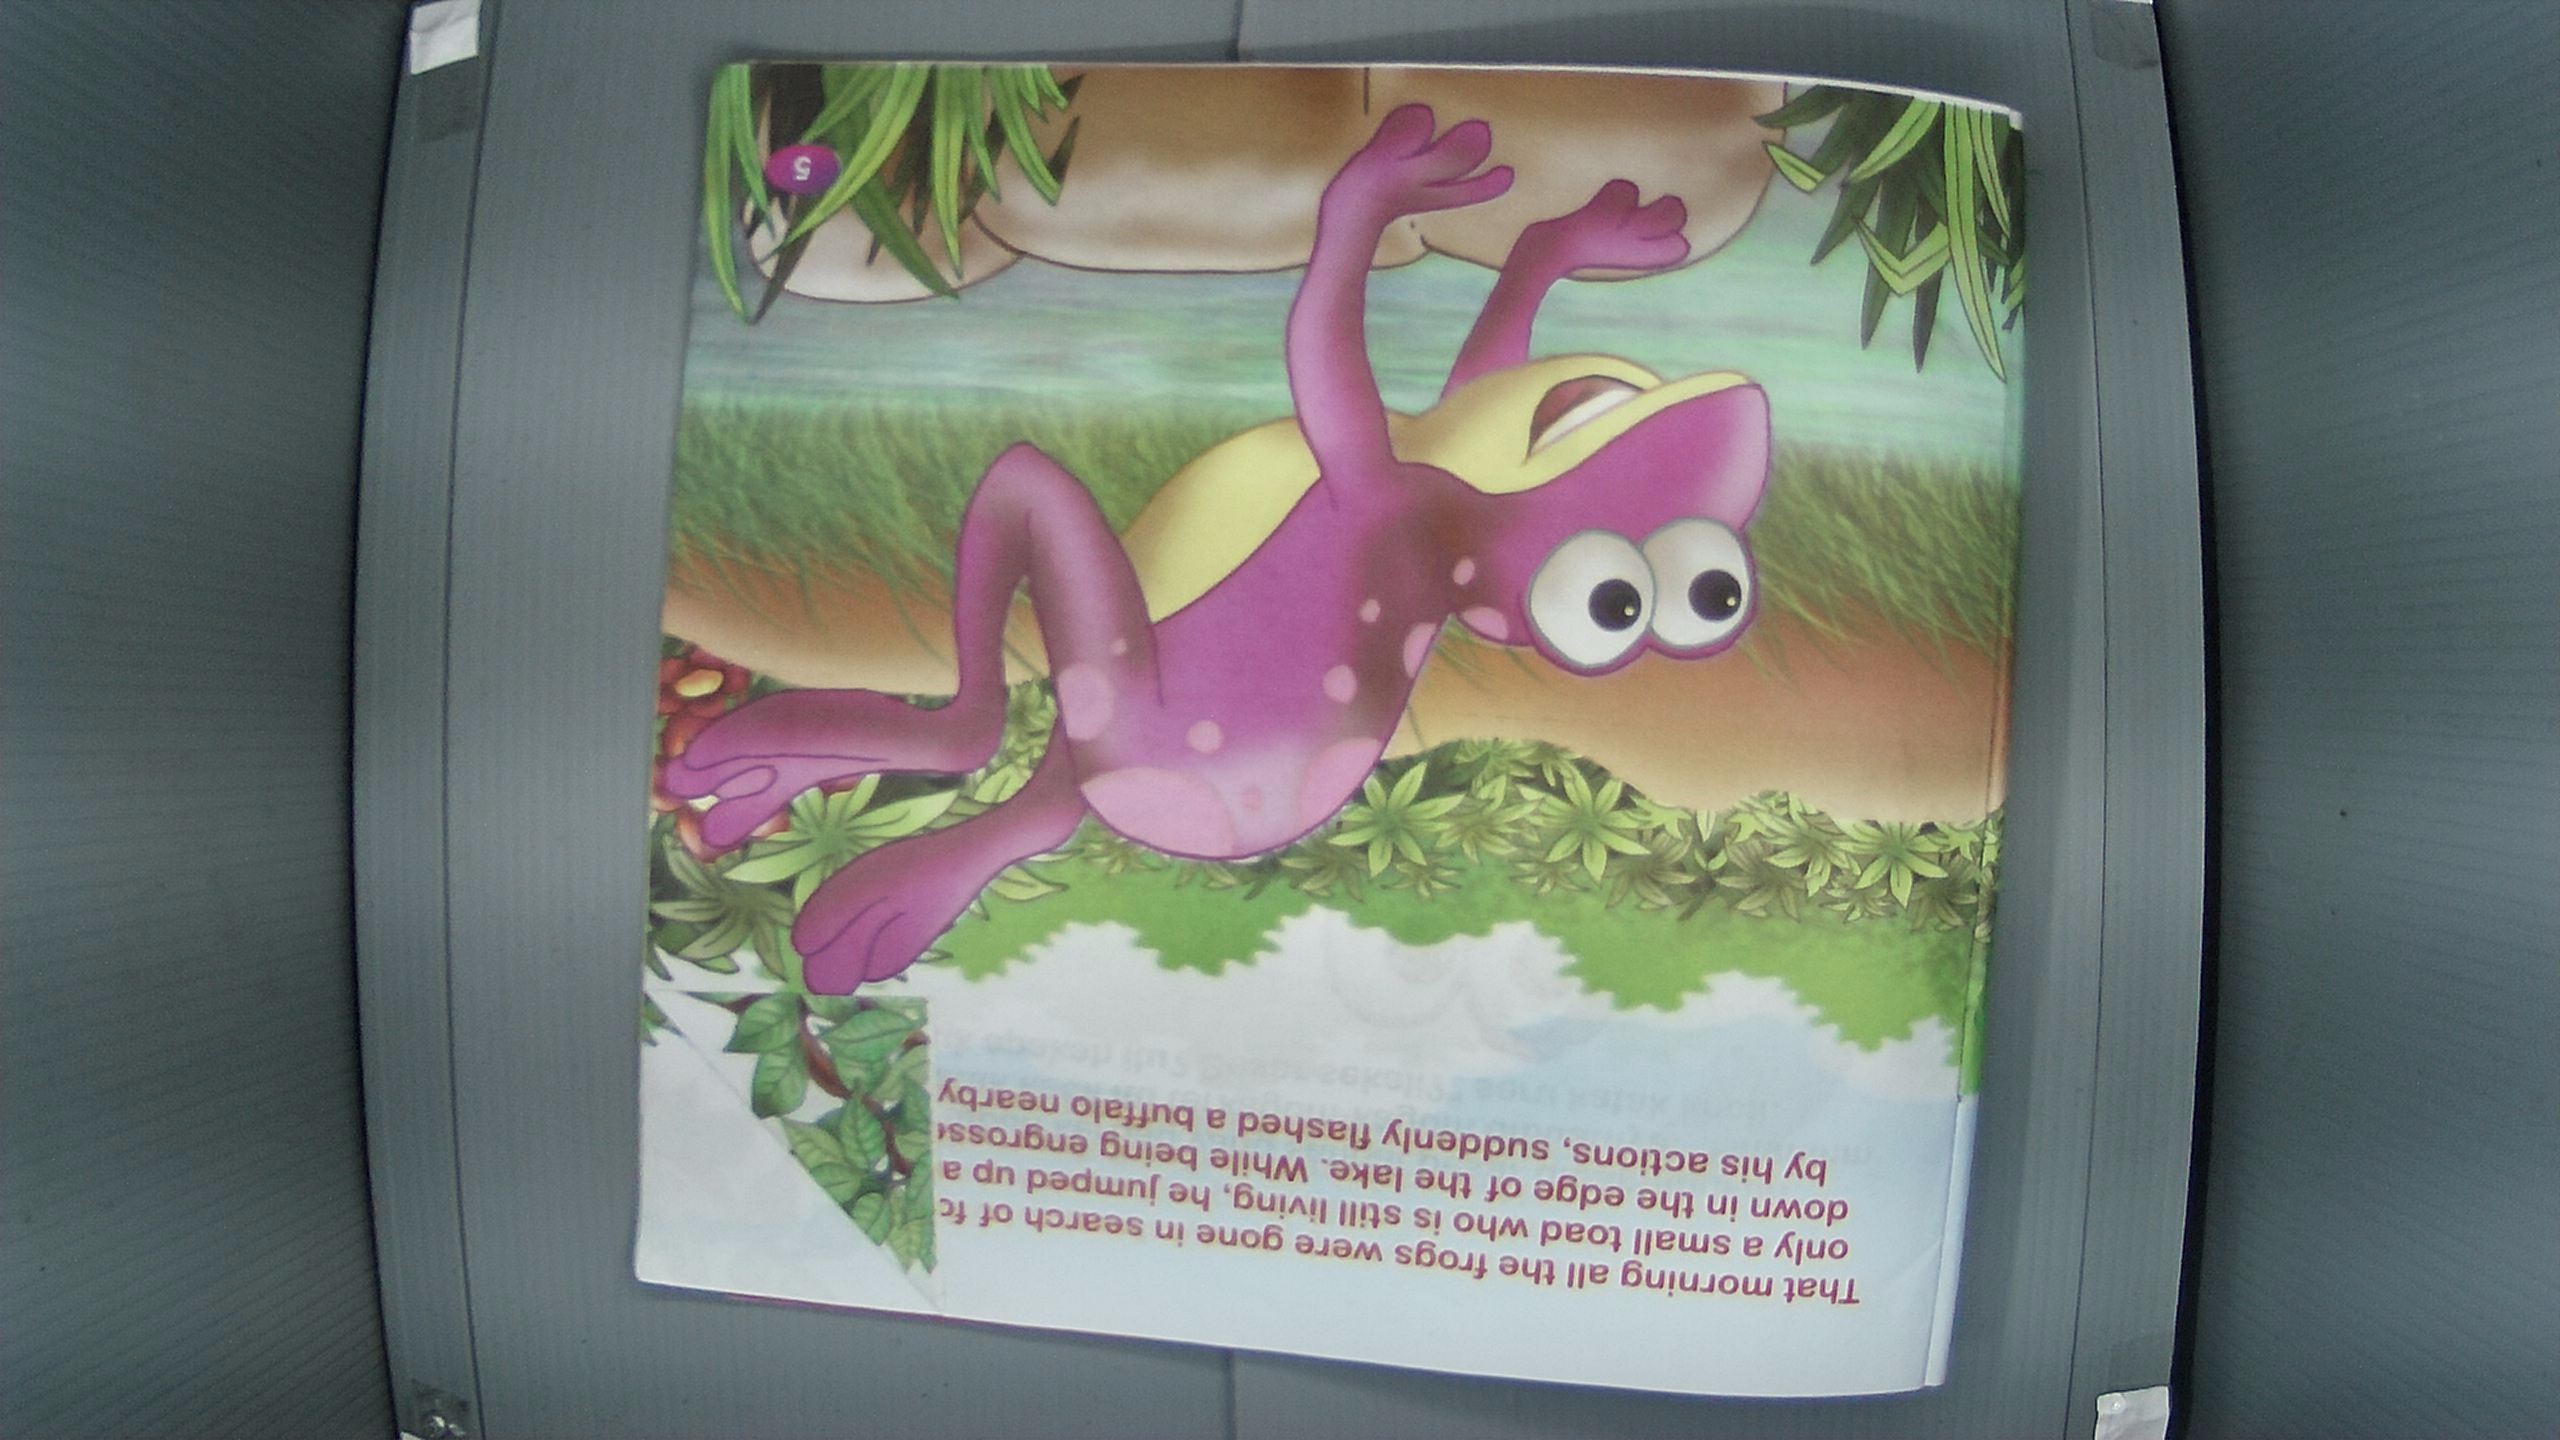 That morning all the frogs were gone in search of
only a small toad who is still living, he jumped up a
down in the edge of the lake. While being
by his actions, suddenly flashed a buffalo nearby
5